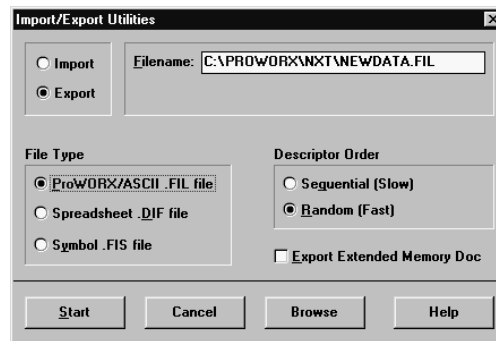 Import/Export Utilities
Import
Export
Filename: C:\PROWORX\NXT\NEWDATA.FIL
File Type
ProWORX/ASCII .FIL file
Spreadsheet .DIF file
Symbol .FIS file
Descriptor Order
Sequential (Slow)
Random (Fast)
Export Extended Memory Doc
Start Cancel Browse Help